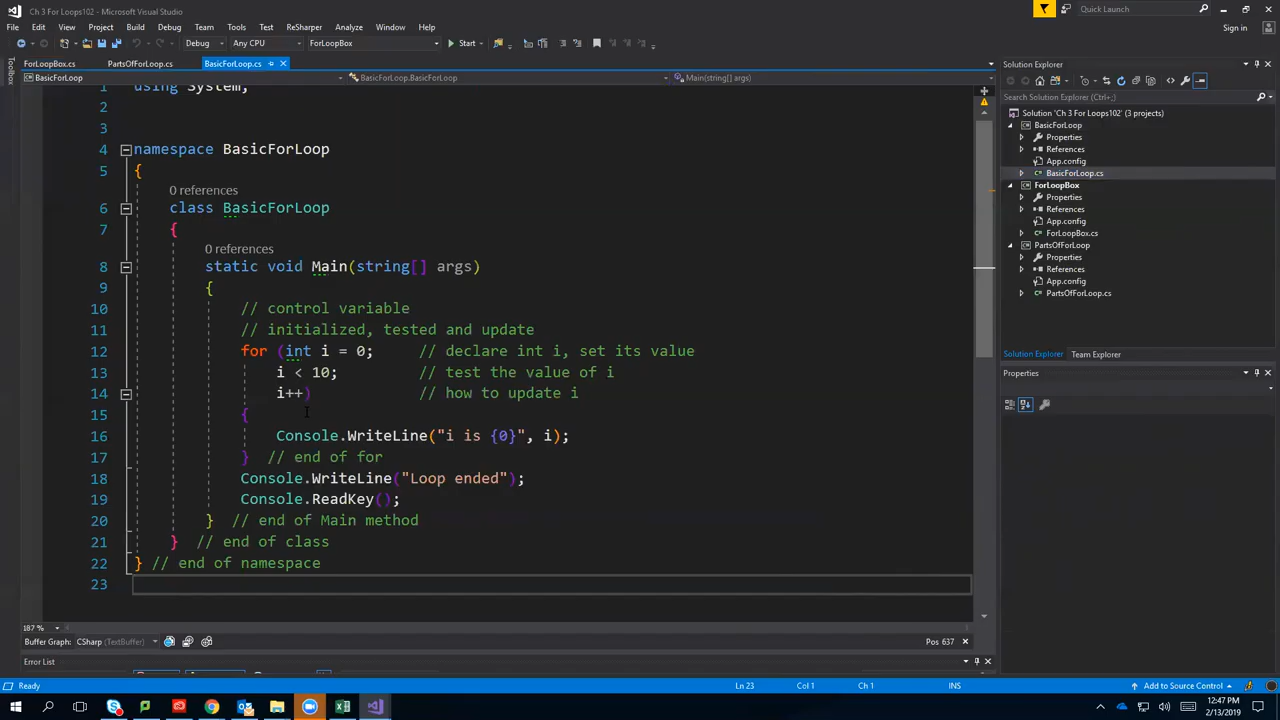 Ch 3 For Loops102 - Microsoft Visual Studio
Quick Launch
File Edit View Project Build Debug Team Tools Test ReSharper Analyze Window Help
Sign in
Debug Any CPU ForLoopBox Start
Toolbox
ForLoopBox.cs PartsOfForLoop.cs BasicForLoop.cs
BasicForLoop BasicForLoop.BasicForLoop Main(string[] args)
1 using System;
2
3
4 namespace BasicForLoop
5 {
0 references
6 class BasicForLoop
7 {
0 references
8 static void Main(string[] args)
9 {
10 // control variable
11 // initialized, tested and update
12 for (int i = 0; // declare int i, set its value
13 i < 10; // test the value of i
14 i++) // how to update i
15 {
16 Console.WriteLine("i is {0}", i);
17 } // end of for
18 Console.WriteLine("Loop ended");
19 Console.ReadKey();
20 } // end of Main method
21 } // end of class
22 } // end of namespace
23
187 %
Buffer Graph: CSharp (TextBuffer) Pos 637
Error List
Solution Explorer
Search Solution Explorer (Ctrl+;)
Solution 'Ch 3 For Loops102' (3 projects)
BasicForLoop
Properties
References
App.config
BasicForLoop.cs
ForLoopBox
Properties
References
App.config
ForLoopBox.cs
PartsOfForLoop
Properties
References
App.config
PartsOfForLoop.cs
Solution Explorer Team Explorer
Properties
Ready Ln 23 Col 1 Ch 1 INS Add to Source Control
12:47 PM
2/13/2019